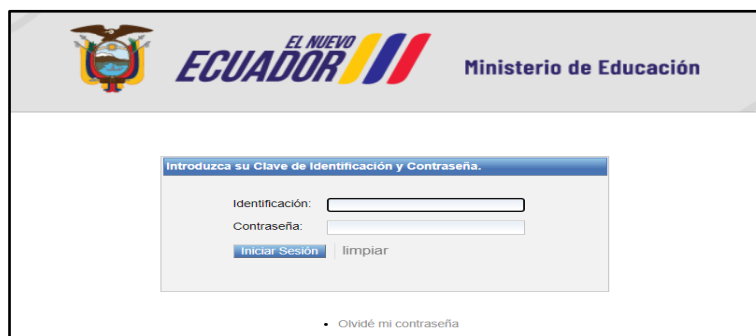 EL NUEVO
ECUADOR
Ministerio de Educación
Introduzca su Clave de Identificación y Contraseña.
Identificación:
Contraseña:
Iniciar Sesión limpiar
• Olvidé mi contraseña